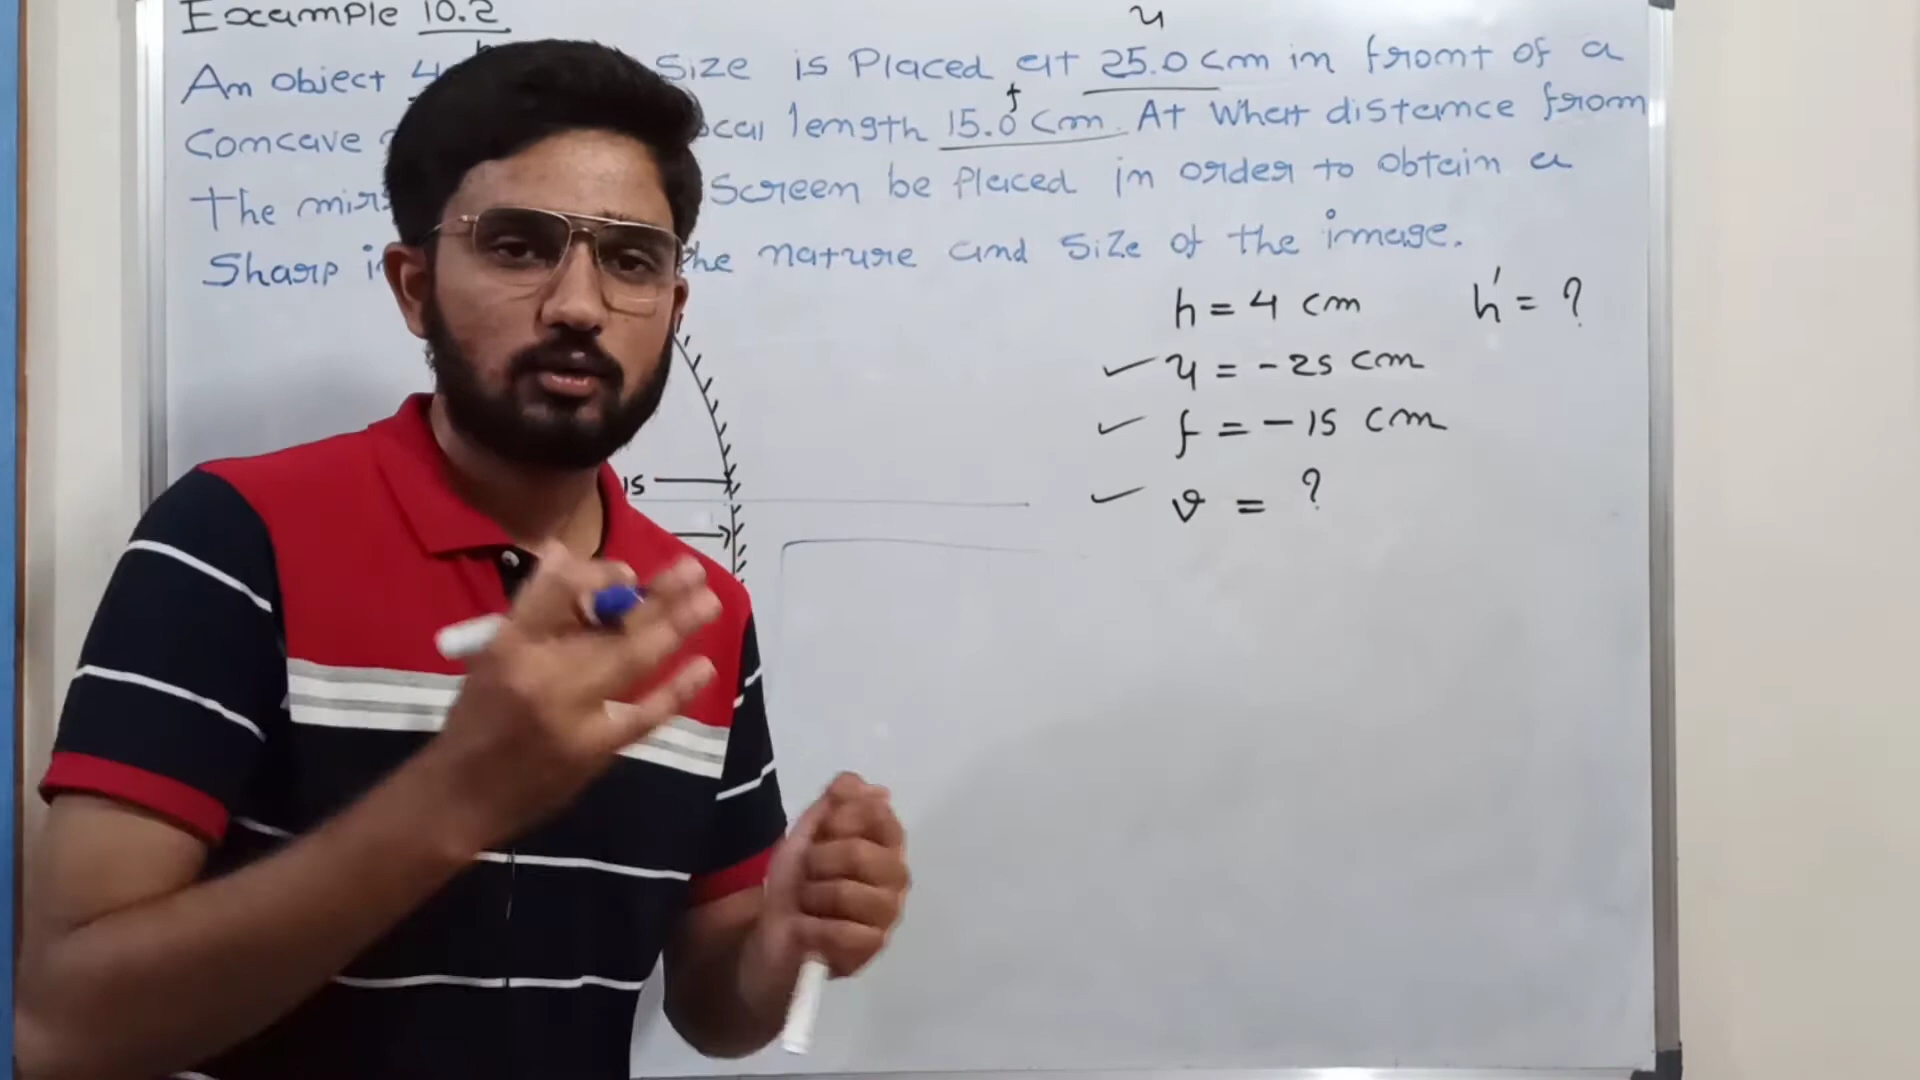 Example 10.2
u
An object 4 Size is Placed at 25.0 cm in front of a
f
Concave ocal length 15.0 cm. At What distance from
The mirr Screen be placed in order to obtain a
Sharp i he nature and size of the image.
h = 4 cm h' = ?
u = -25 cm
f = -15 cm
15
v = ?